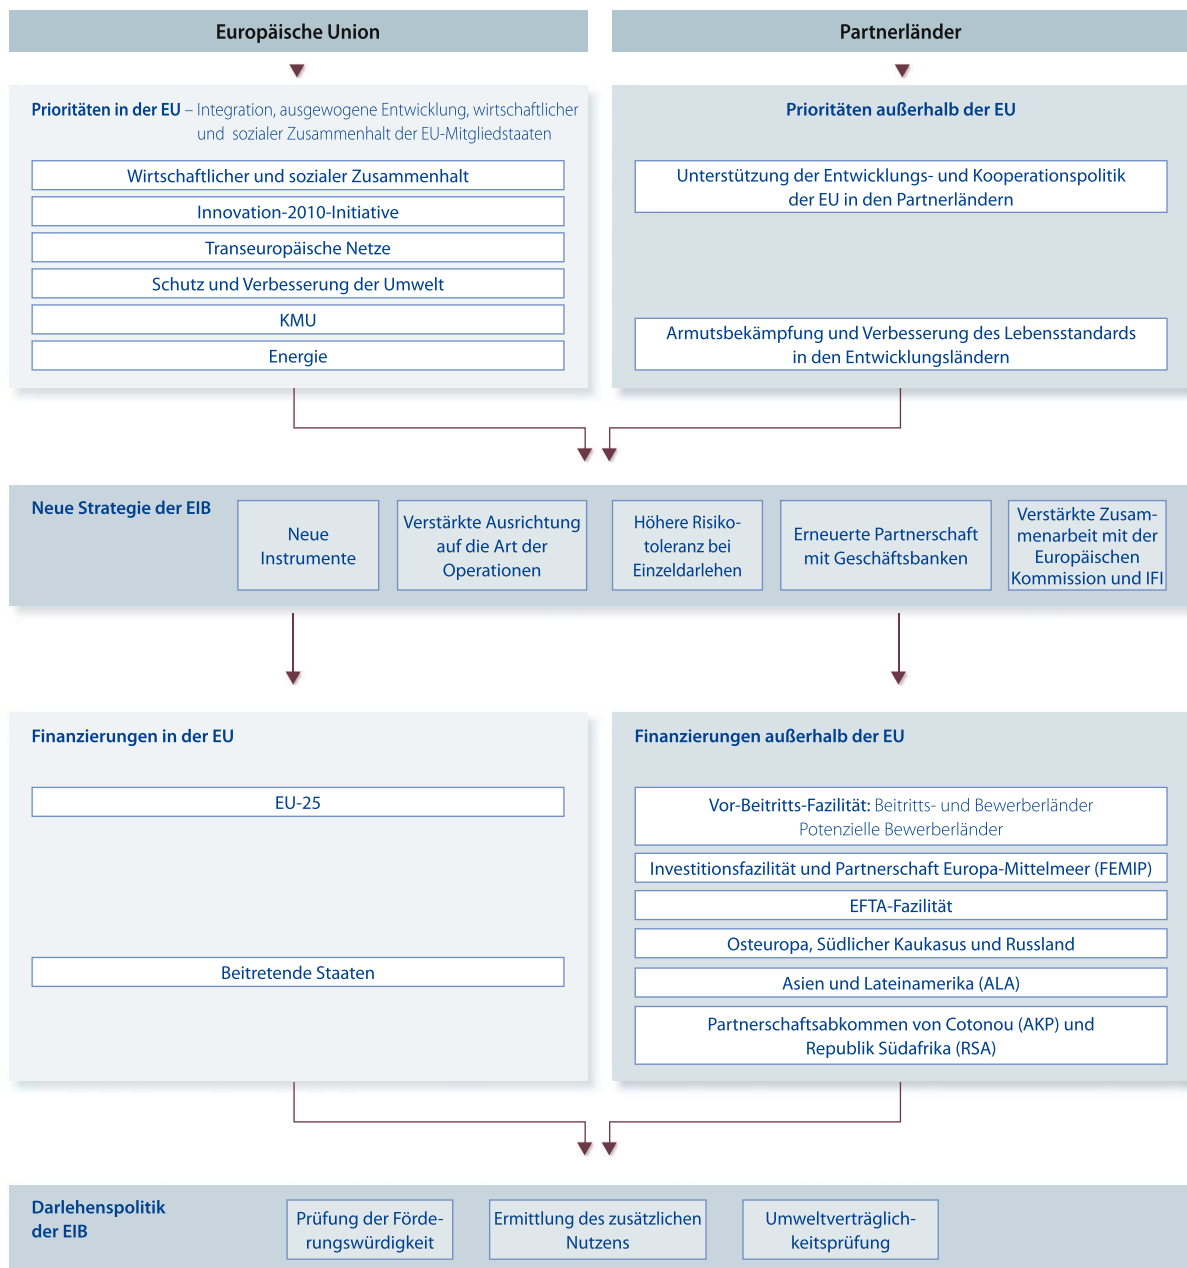 Europäische Union
Partnerländer
Prioritäten in der EU – Integration, ausgewogene Entwicklung, wirtschaftlicher
und sozialer Zusammenhalt der EU-Mitgliedstaaten
Wirtschaftlicher und sozialer Zusammenhalt
Innovation-2010-Initiative
Transeuropäische Netze
Schutz und Verbesserung der Umwelt
KMU
Energie
Prioritäten außerhalb der EU
Unterstützung der Entwicklungs- und Kooperationspolitik
der EU in den Partnerländern
Armutsbekämpfung und Verbesserung des Lebensstandards
in den Entwicklungsländern
Neue Strategie der EIB
Neue
Instrumente
Verstärkte Ausrichtung
auf die Art der
Operationen
Höhere Risiko-
toleranz bei
Einzeldarlehen
Erneuerte Partnerschaft
mit Geschäftsbanken
Verstärkte Zusam-
menarbeit mit der
Europäischen
Kommission und IFI
Finanzierungen in der EU
EU-25
Beitretende Staaten
Finanzierungen außerhalb der EU
Vor-Beitritts-Fazilität: Beitritts- und Bewerberländer
Potenzielle Bewerberländer
Investitionsfazilität und Partnerschaft Europa-Mittelmeer (FEMIP)
EFTA-Fazilität
Osteuropa, Südlicher Kaukasus und Russland
Asien und Lateinamerika (ALA)
Partnerschaftsabkommen von Cotonou (AKP) und
Republik Südafrika (RSA)
Darlehenspolitik
der EIB
Prüfung der Förde-
rungswürdigkeit
Ermittlung des zusätzlichen
Nutzens
Umweltverträglich-
keitsprüfung